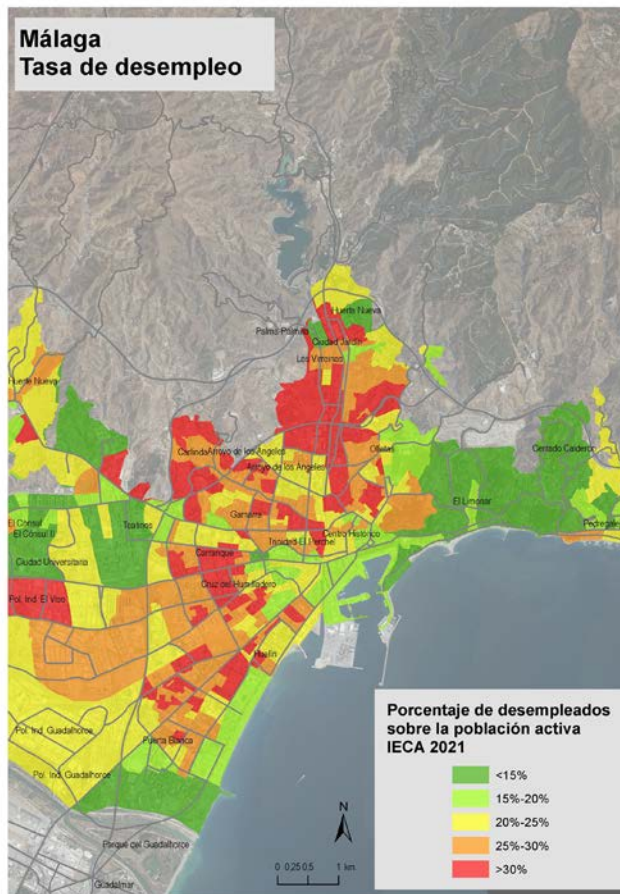 Málaga
Tasa de desempleo
Huerta Nueva
Palma-Palmilla
Ciudad Jardín
Los Viveros
Huerta Nueva
Carlinda
Arroyo de los Angeles
Olletas
Cerrado Calderón
Arroyo de los Angeles
El Limonar
Gamarra
El Cónsul
Teatinos
El Cónsul II
Centro Histórico
Trinidad-El Perchel
Carranque
Ciudad Universitaria
Cruz del Humilladero
Pol. Ind. El Viso
Huelin
Pol. Ind. Guadalhorce
Puerta Blanca
Pol. Ind. Guadalhorce
Parque del Guadalhorce
Guadalmar
N
0 0,25 0,5 1 km.
Porcentaje de desempleados
sobre la población activa
IECA 2021
<15%
15%-20%
20%-25%
25%-30%
>30%